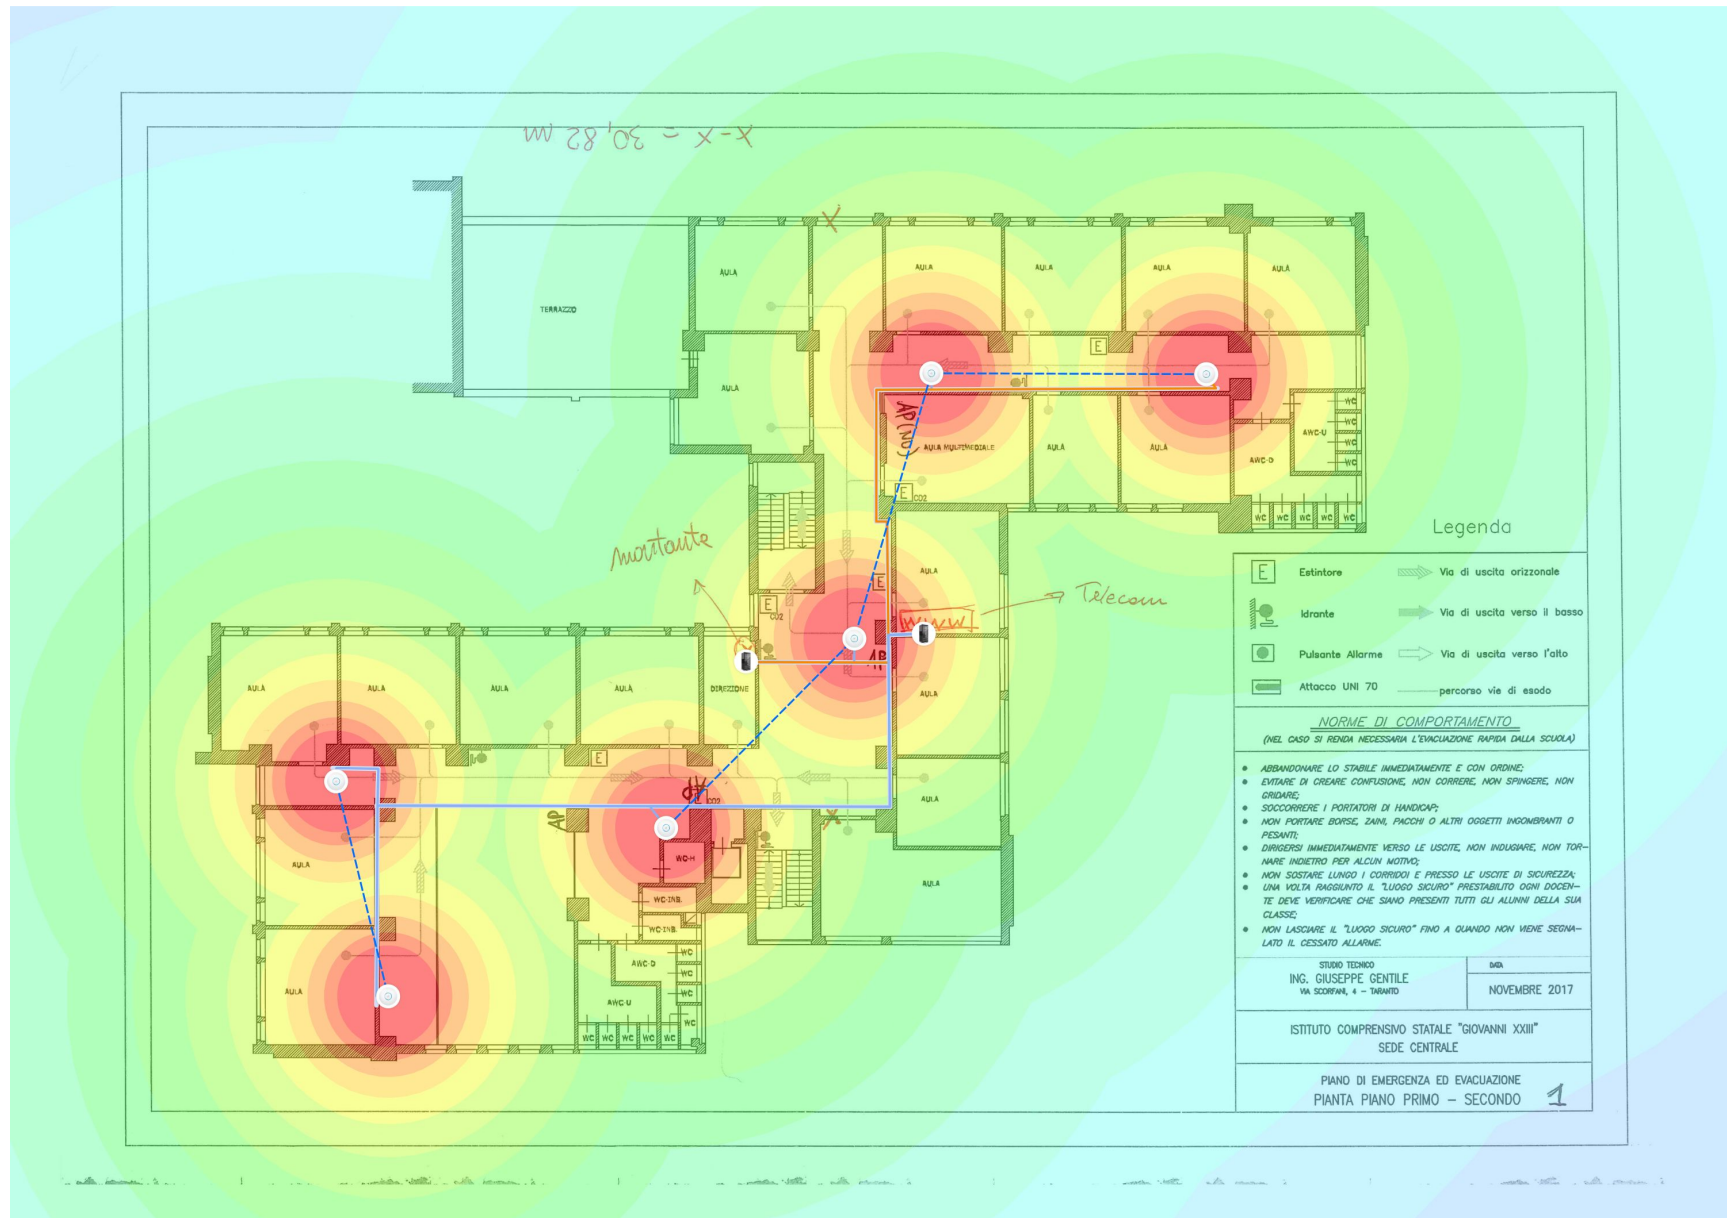 x-x = 30,82 m
X
AULA
AULA
AULA
AULA
AULA
TERRAZZO
AULA
AP(NO)
AULA MULTIMEDIALE
AULA
AULA
AWC-D
AWC-U
WC
WC
WC
WC
WC
WC
WC
WC
WC
E
E
CO2
montante
AULA
E
E
CO2
WWW
Telecom
AP
AULA
AULA
AULA
AULA
AULA
AULA
DIREZIONE
E
E
CO2
AP
AP
X
AULA
AULA
AULA
WC-H
WC-INS.
WC-INS.
AWC-D
AWC-U
WC
WC
WC
WC
WC
WC
WC
WC
WC
Legenda
E Estintore
Via di uscita orizzonale
Idrante
Via di uscita verso il basso
Pulsante Allarme
Via di uscita verso l'alto
Attacco UNI 70
percorso vie di esodo
NORME DI COMPORTAMENTO
(NEL CASO SI RENDA NECESSARIA L'EVACUAZIONE RAPIDA DALLA SCUOLA)
• ABBANDONARE LO STABILE IMMEDIATAMENTE E CON ORDINE;
• EVITARE DI CREARE CONFUSIONE, NON CORRERE, NON SPINGERE, NON
GRIDARE;
• SOCCORRERE I PORTATORI DI HANDICAP;
• NON PORTARE BORSE, ZAINI, PACCHI O ALTRI OGGETTI INGOMBRANTI O
PESANTI;
• DIRIGERSI IMMEDIATAMENTE VERSO LE USCITE, NON INDUGIARE, NON TOR-
NARE INDIETRO PER ALCUN MOTIVO;
• NON SOSTARE LUNGO I CORRIDOI E PRESSO LE USCITE DI SICUREZZA;
• UNA VOLTA RAGGIUNTO IL "LUOGO SICURO" PRESTABILITO OGNI DOCEN-
TE DEVE VERIFICARE CHE SIANO PRESENTI TUTTI GLI ALUNNI DELLA SUA
CLASSE;
• NON LASCIARE IL "LUOGO SICURO" FINO A QUANDO NON VIENE SEGNA-
LATO IL CESSATO ALLARME.
STUDIO TECNICO
ING. GIUSEPPE GENTILE
VIA SCORFANI, 4 - TARANTO
DATA
NOVEMBRE 2017
ISTITUTO COMPRENSIVO STATALE "GIOVANNI XXIII"
SEDE CENTRALE
PIANO DI EMERGENZA ED EVACUAZIONE
PIANTA PIANO PRIMO - SECONDO
1